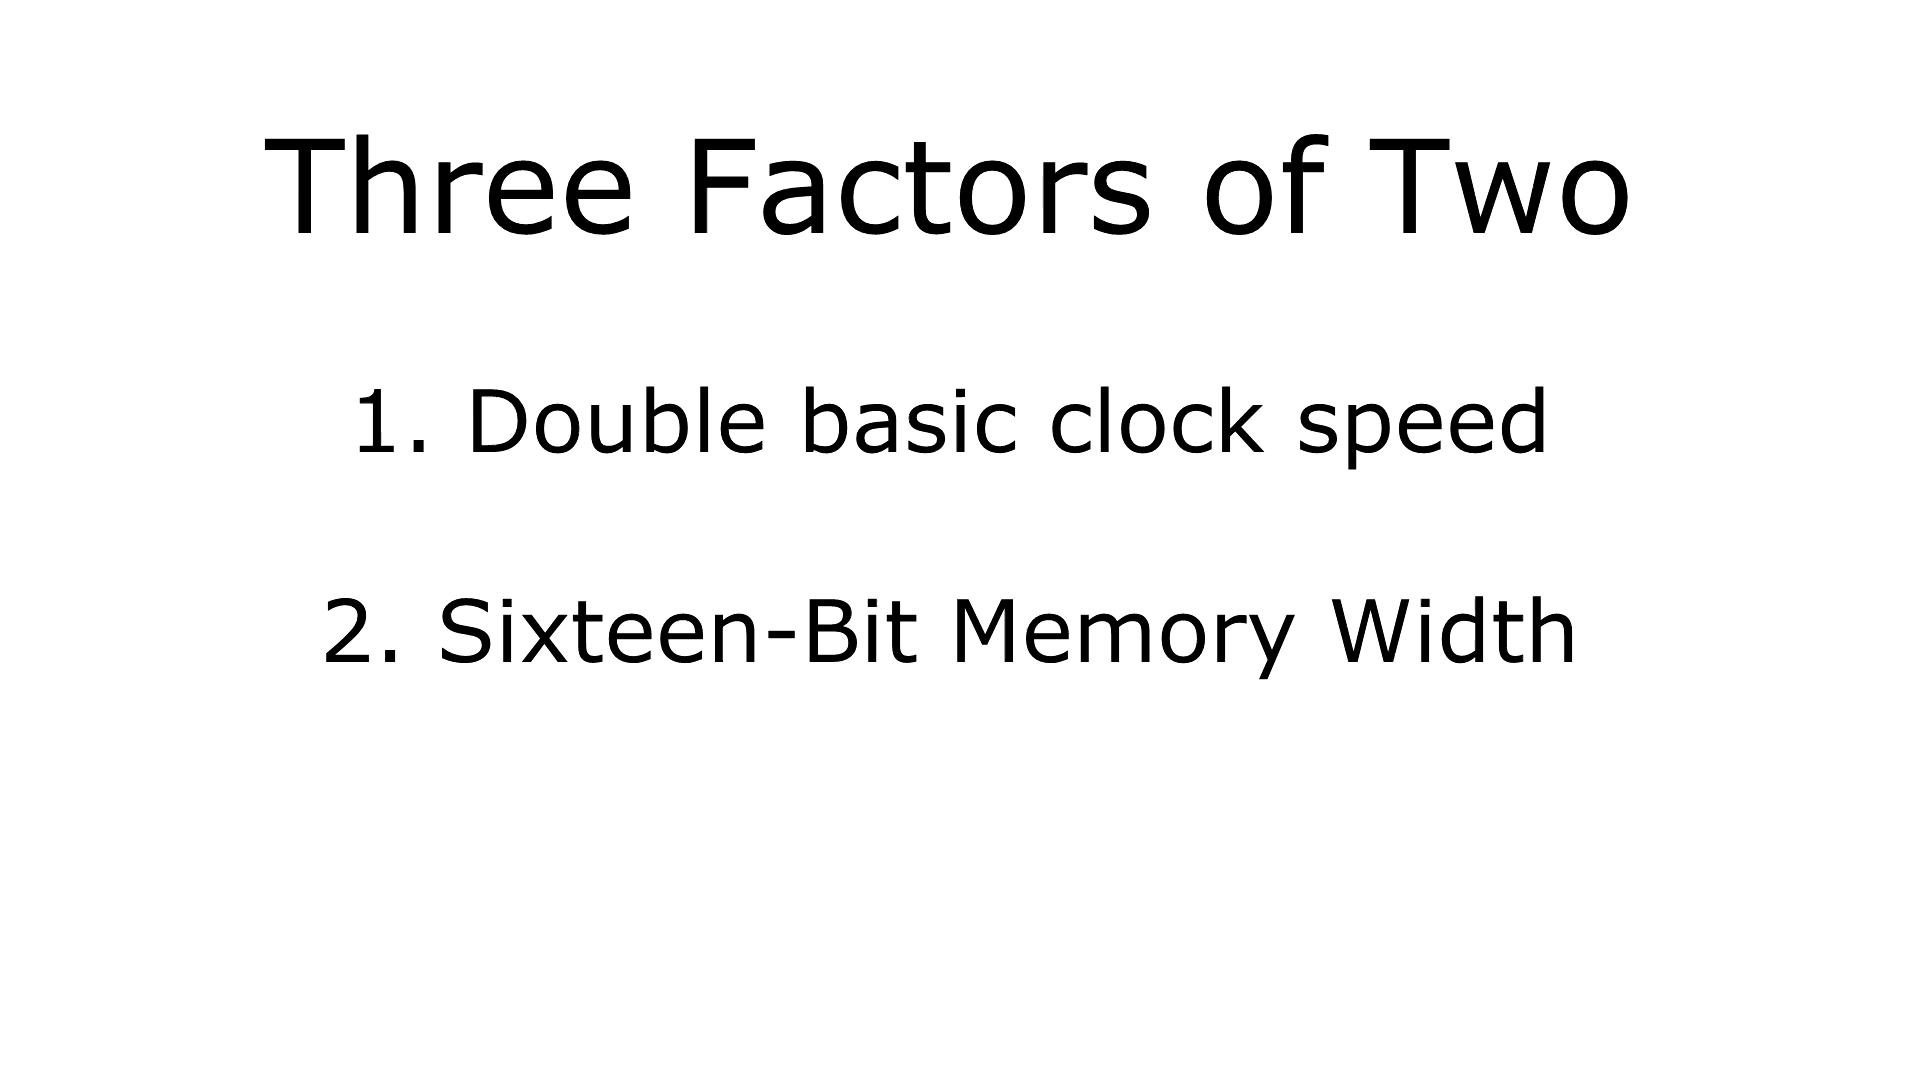 Three Factors of Two
1. Double basic clock speed
2. Sixteen-Bit Memory Width